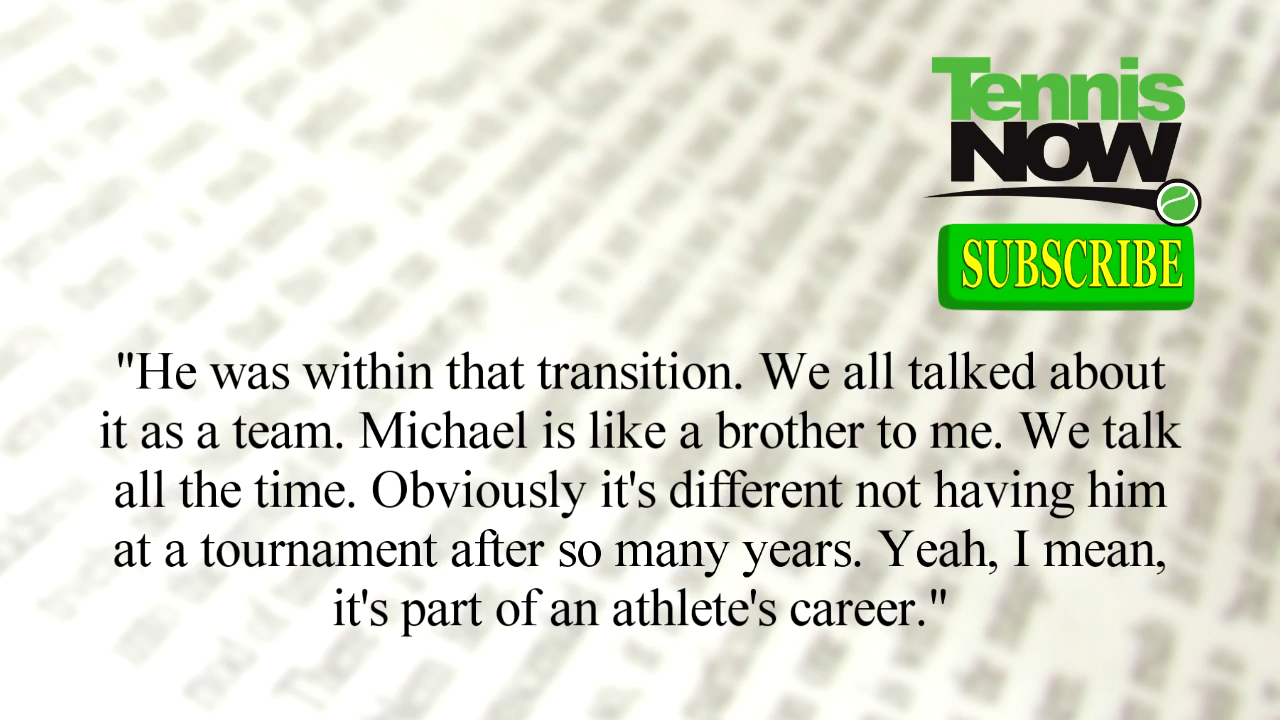 Tennis
Now
SUBSCRIBE
"He was within that transition. We all talked about
it as a team. Michael is like a brother to me. We talk
all the time. Obviously it's different not having him
at a tournament after so many years. Yeah, I mean,
it's part of an athlete's career."